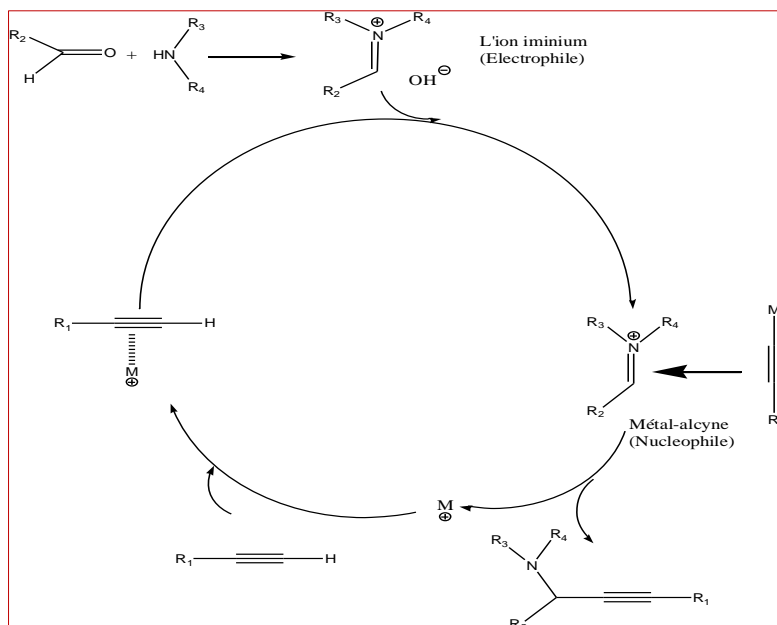 R2
O
H
+
HN
R3
R4
R3
N
⊕
R4
R2
OH⊖
L'ion iminium
(Electrophile)
R1
H
M
⊕
R3
⊕
R4
N
R2
M
R
Métal-alcyne
(Nucleophile)
M
⊕
R1
H
R3
R4
N
R1